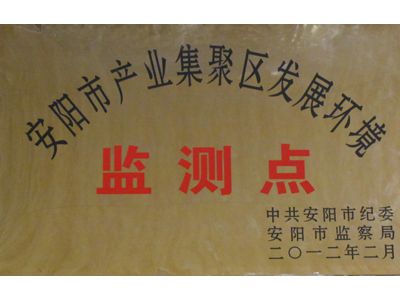 安阳市产业集聚区发展环境
监测点
中共安阳市纪委
安阳市监察局
二〇一二年二月